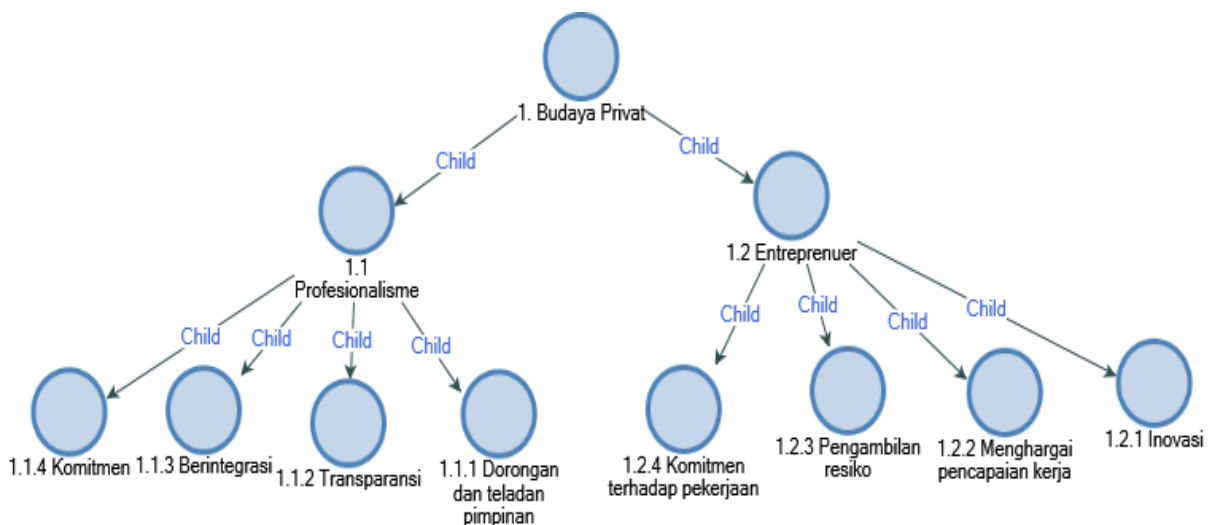 1. Budaya Privat
Child
Child
1.1
Profesionalisme
1.2 Entreprenuer
Child
Child
Child
Child
Child
Child
Child
Child
1.1.4 Komitmen
1.1.3 Berintegrasi
1.1.2 Transparansi
1.1.1 Dorongan
dan teladan
pimpinan
1.2.4 Komitmen
terhadap pekerjaan
1.2.3 Pengambilan
resiko
1.2.2 Menghargai
pencapaian kerja
1.2.1 Inovasi